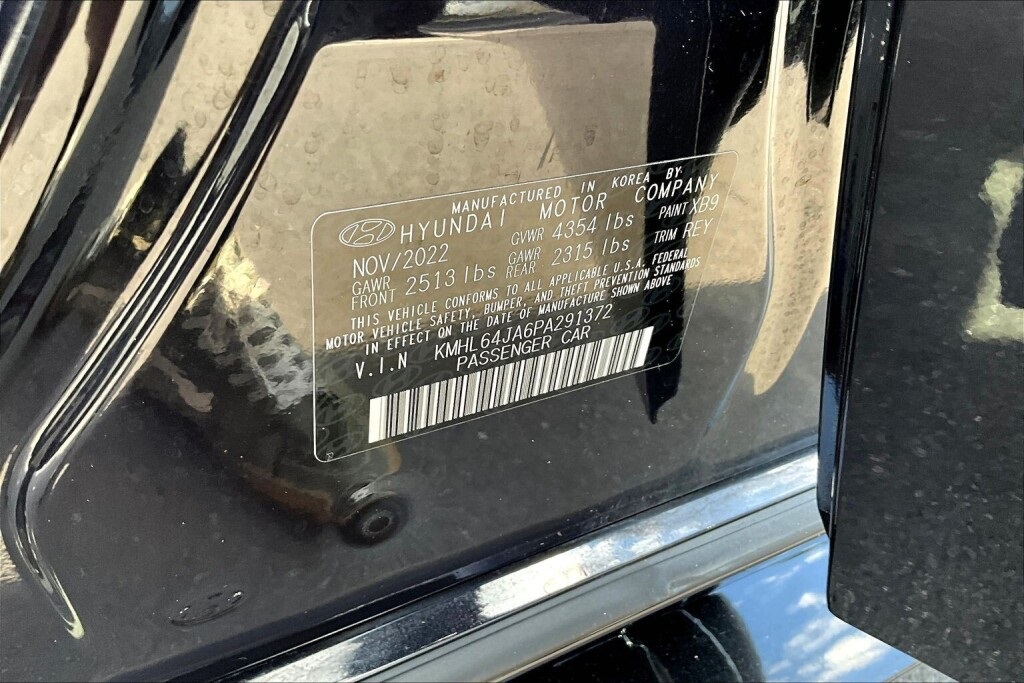 MANUFACTURED IN KOREA BY
HYUNDAI MOTOR COMPANY
NOV/2022 GVWR 4354 lbs PAINT XB9
GAWR FRONT 2513 lbs GAWR REAR 2315 lbs TRIM REY
THIS VEHICLE CONFORMS TO ALL APPLICABLE U.S.A. FEDERAL
MOTOR VEHICLE SAFETY, BUMPER, AND THEFT PREVENTION STANDARDS
IN EFFECT ON THE DATE OF MANUFACTURE SHOWN ABOVE
V.I.N KMHL64JA6PA291372
PASSENGER CAR